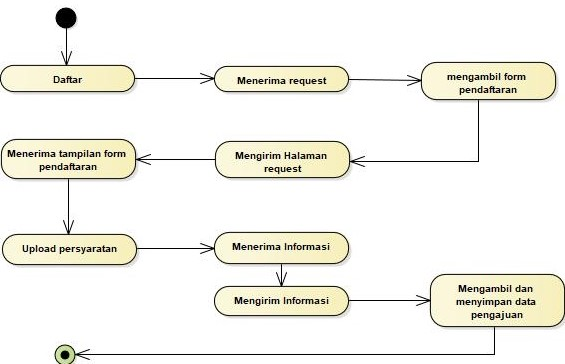 Daftar
Menerima request
mengambil form
pendaftaran
Menerima tampilan form
pendaftaran
Mengirim Halaman
request
Upload persyaratan
Menerima Informasi
Mengirim Informasi
Mengambil dan
menyimpan data
pengajuan